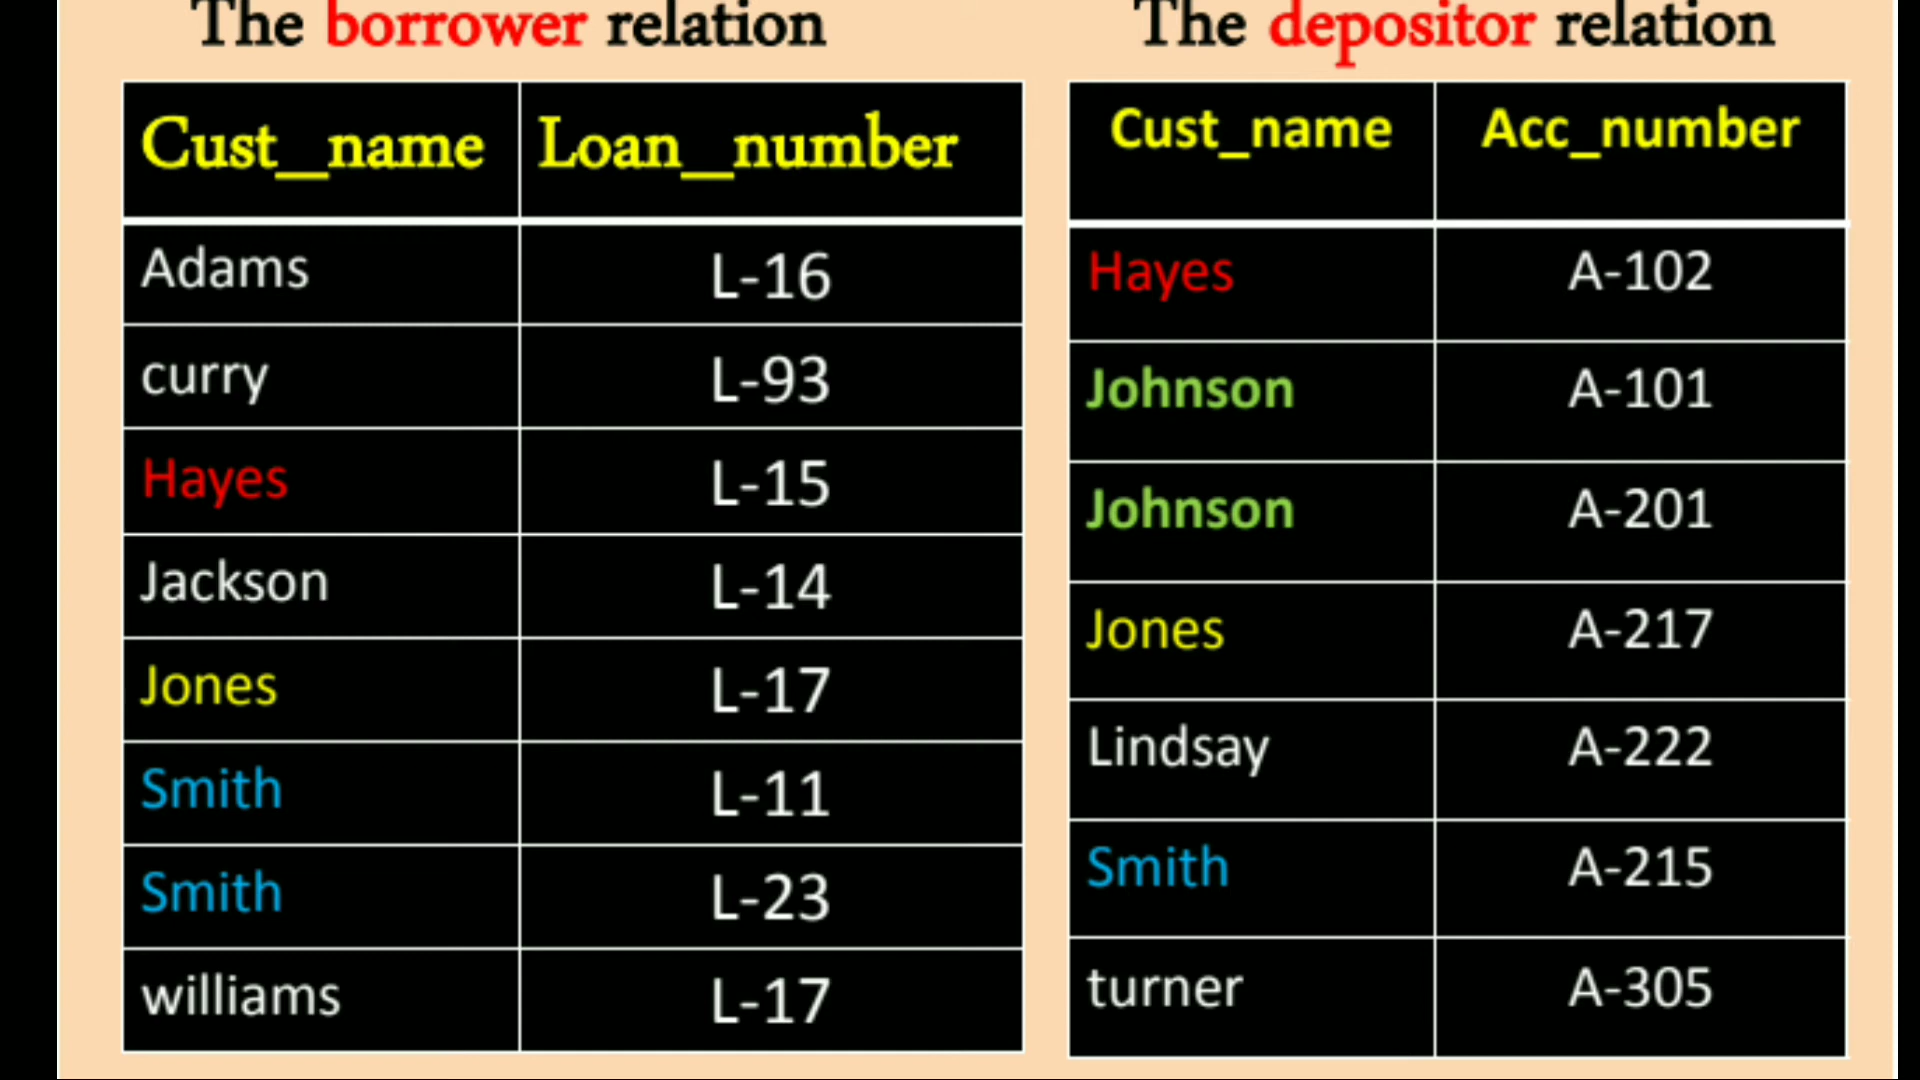 The borrower relation
Cust_name Loan_number
Adams L-16
curry L-93
Hayes L-15
Jackson L-14
Jones L-17
Smith L-11
Smith L-23
williams L-17
The depositor relation
Cust_name Acc_number
Hayes A-102
Johnson A-101
Johnson A-201
Jones A-217
Lindsay A-222
Smith A-215
turner A-305